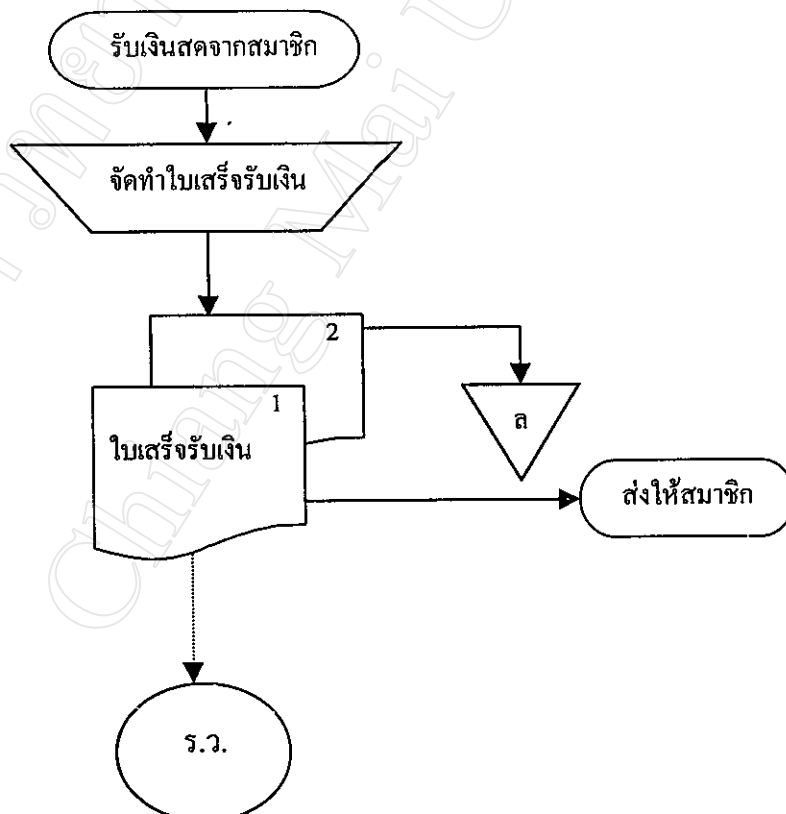 รับเงินสดจากสมาชิก
จัดทำใบเสร็จรับเงิน
2
1
ใบเสร็จรับเงิน
ล
ส่งให้สมาชิก
ร.ว.
Chiang Mai U